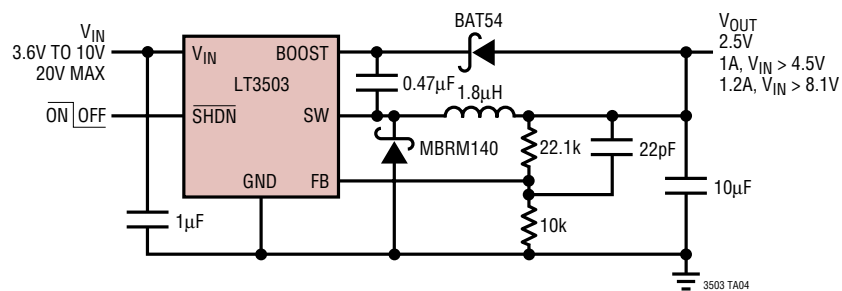 BAT54
VIN
3.6V TO 10V
20V MAX
VIN
BOOST
LT3503
0.47µF
1.8µH
VOUT
2.5V
1A, VIN > 4.5V
1.2A, VIN > 8.1V
ON OFF
SHDN
SW
MBRM140
22.1k
22pF
GND
FB
1µF
10k
10µF
3503 TA04